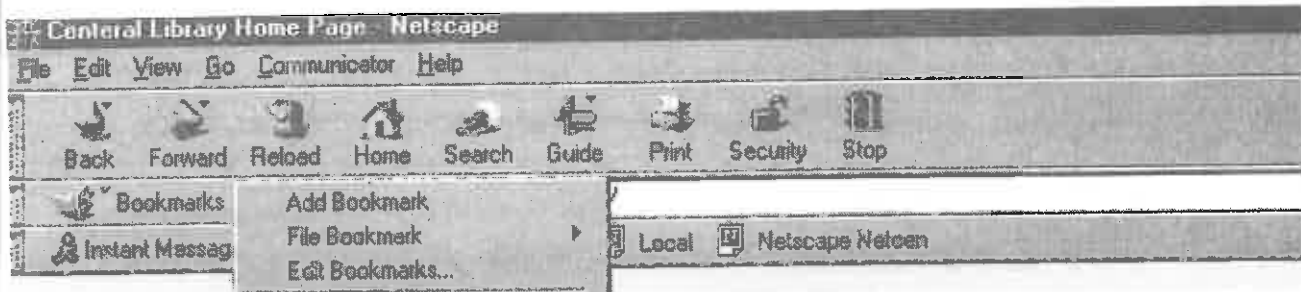 Centeral Library Home Page - Netscape
File Edit View Go Communicator Help
Back Forward Reload Home Search Guide Print Security Stop
Bookmarks Add Bookmark
File Bookmark
Instant Messag Local Netscape
Edit Bookmarks...